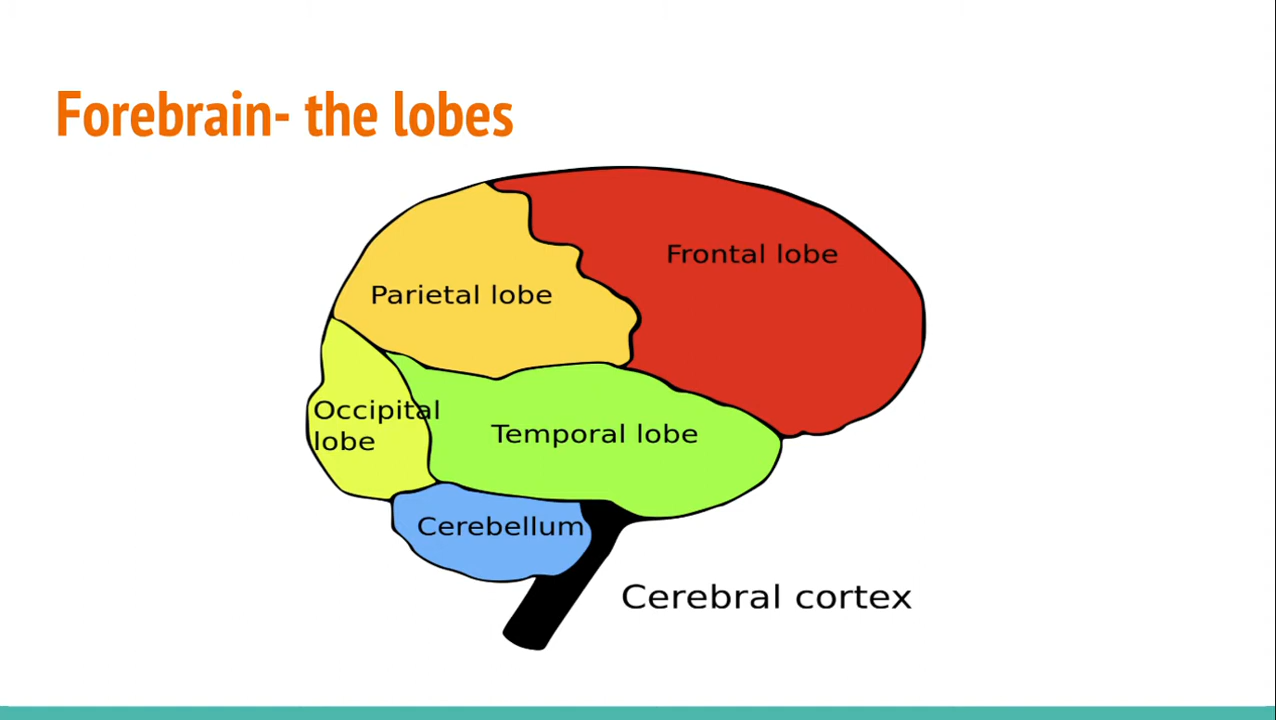 Forebrain- the lobes
Frontal lobe
Parietal lobe
Occipital
lobe
Temporal lobe
Cerebellum
Cerebral cortex